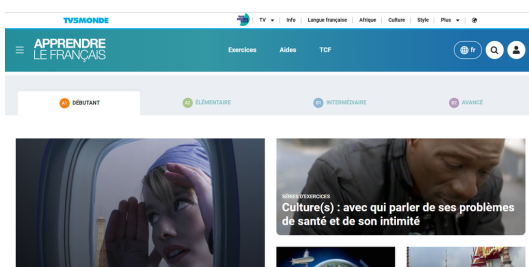 TV5MONDE
TV
Info
Langue française
Afrique
Culture
Style
Plus
APPRENDRE
LE FRANÇAIS
Exercices
Aides
TCF
fr
A1 DÉBUTANT
A2 ÉLÉMENTAIRE
B1 INTERMÉDIAIRE
B2 AVANCÉ
SÉRIES D'EXERCICES
Culture(s) : avec qui parler de ses problèmes
de santé et de son intimité